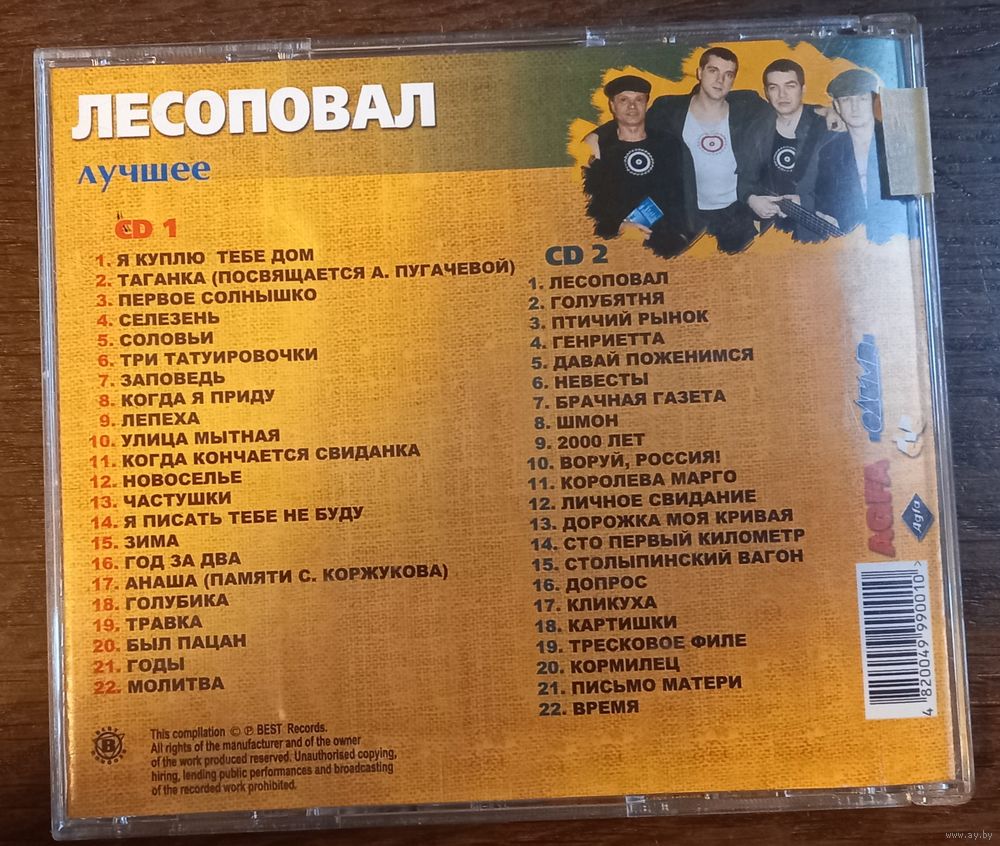 ЛЕСОПОВАЛ
лучшее
CD 1
1. Я КУПЛЮ ТЕБЕ ДОМ
2. ТАГАНКА (ПОСВЯЩАЕТСЯ А. ПУГАЧЕВОЙ)
3. ПЕРВОЕ СОЛНЫШКО
4. СЕЛЕЗЕНЬ
5. СОЛОВЬИ
6. ТРИ ТАТУИРОВОЧКИ
7. ЗАПОВЕДЬ
8. КОГДА Я ПРИДУ
9. ЛЕПЕХА
10. УЛИЦА МЫТНАЯ
11. КОГДА КОНЧАЕТСЯ СВИДАНКА
12. НОВОСЕЛЬЕ
13. ЧАСТУШКИ
14. Я ПИСАТЬ ТЕБЕ НЕ БУДУ
15. ЗИМА
16. ГОД ЗА ДВА
17. АНАША (ПАМЯТИ С. КОРЖУКОВА)
18. ГОЛУБИКА
19. ТРАВКА
20. БЫЛ ПАЦАН
21. ГОДЫ
22. МОЛИТВА
CD 2
1. ЛЕСОПОВАЛ
2. ГОЛУБЯТНЯ
3. ПТИЧИЙ РЫНОК
4. ГЕНРИЕТТА
5. ДАВАЙ ПОЖЕНИМСЯ
6. НЕВЕСТЫ
7. БРАЧНАЯ ГАЗЕТА
8. ШМОН
9. 2000 ЛЕТ
10. ВОРУЙ, РОССИЯ!
11. КОРОЛЕВА МАРГО
12. ЛИЧНОЕ СВИДАНИЕ
13. ДОРОЖКА МОЯ КРИВАЯ
14. СТО ПЕРВЫЙ КИЛОМЕТР
15. СТОЛЫПИНСКИЙ ВАГОН
16. ДОПРОС
17. КЛИКУХА
18. КАРТИШКИ
19. ТРЕСКОВОЕ ФИЛЕ
20. КОРМИЛЕЦ
21. ПИСЬМО МАТЕРИ
22. ВРЕМЯ
AGFA
Agfa
4 820049 990010 >
B
This compilation © ℗ BEST Records.
All rights of the manufacturer and of the owner
of the work produced reserved. Unauthorised copying,
hiring, lending public performances and broadcasting
of the recorded work prohibited.
www.ay.by